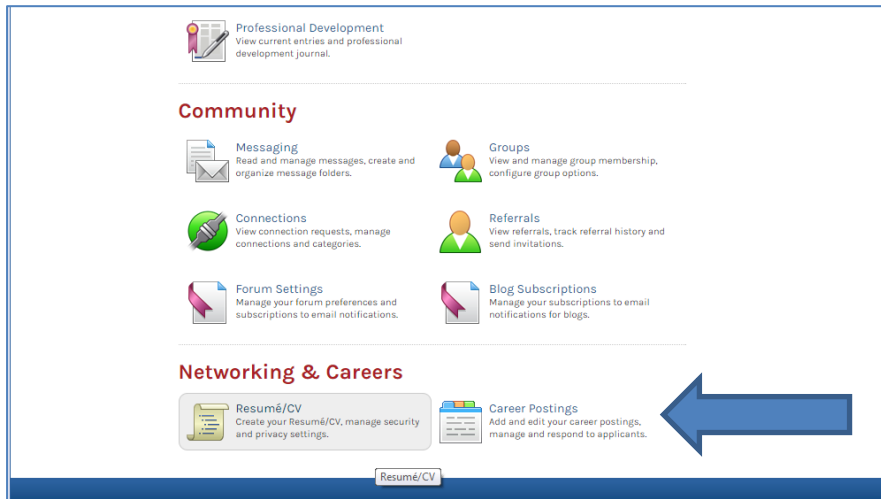 Professional Development
View current entries and professional
development journal.
Community
Messaging
Read and manage messages, create and
organize message folders.
Groups
View and manage group membership,
configure group options.
Connections
View connection requests, manage
connections and categories.
Referrals
View referrals, track referral history and
send invitations.
Forum Settings
Manage your forum preferences and
subscriptions to email notifications.
Blog Subscriptions
Manage your subscriptions to email
notifications for blogs.
Networking & Careers
Resumé/CV
Create your Resumé/CV, manage security
and privacy settings.
Career Postings
Add and edit your career postings,
manage and respond to applicants.
Resumé/CV